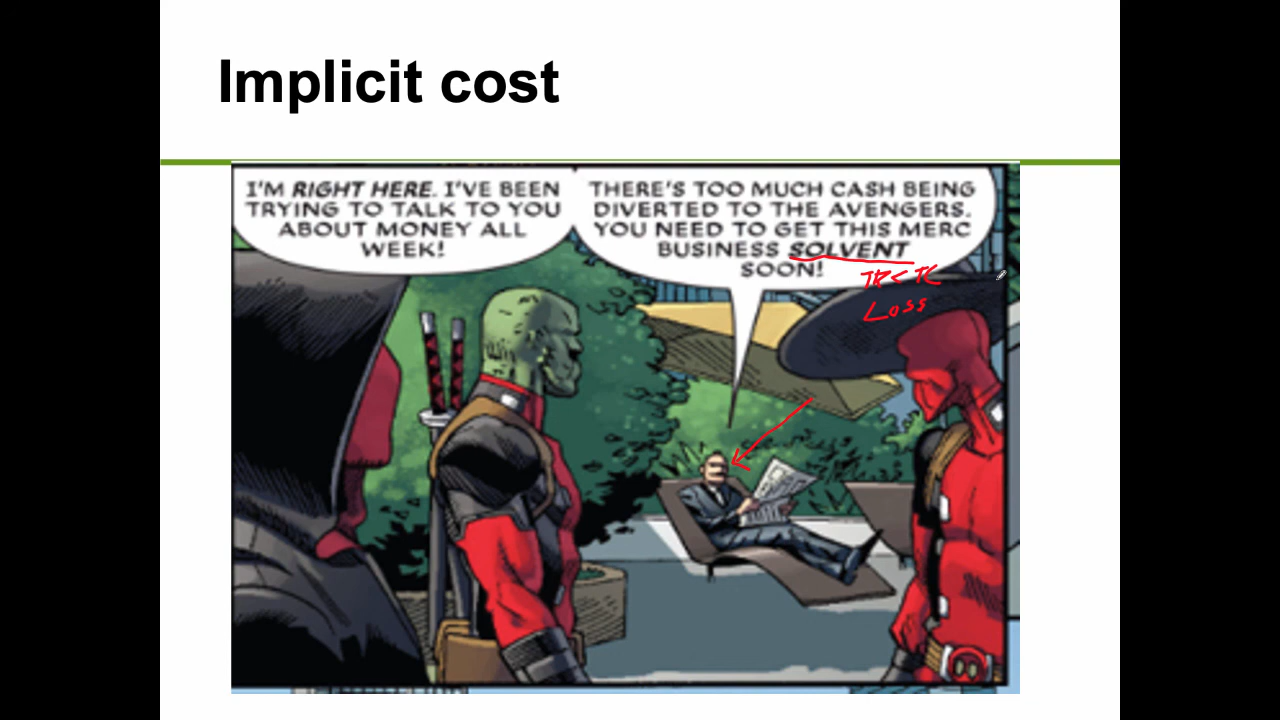 Implicit cost
I'M RIGHT HERE. I'VE BEEN
TRYING TO TALK TO YOU
ABOUT MONEY ALL
WEEK!
THERE'S TOO MUCH CASH BEING
DIVERTED TO THE AVENGERS.
YOU NEED TO GET THIS MERC
BUSINESS SOLVENT
SOON!
TR < TC
Loss